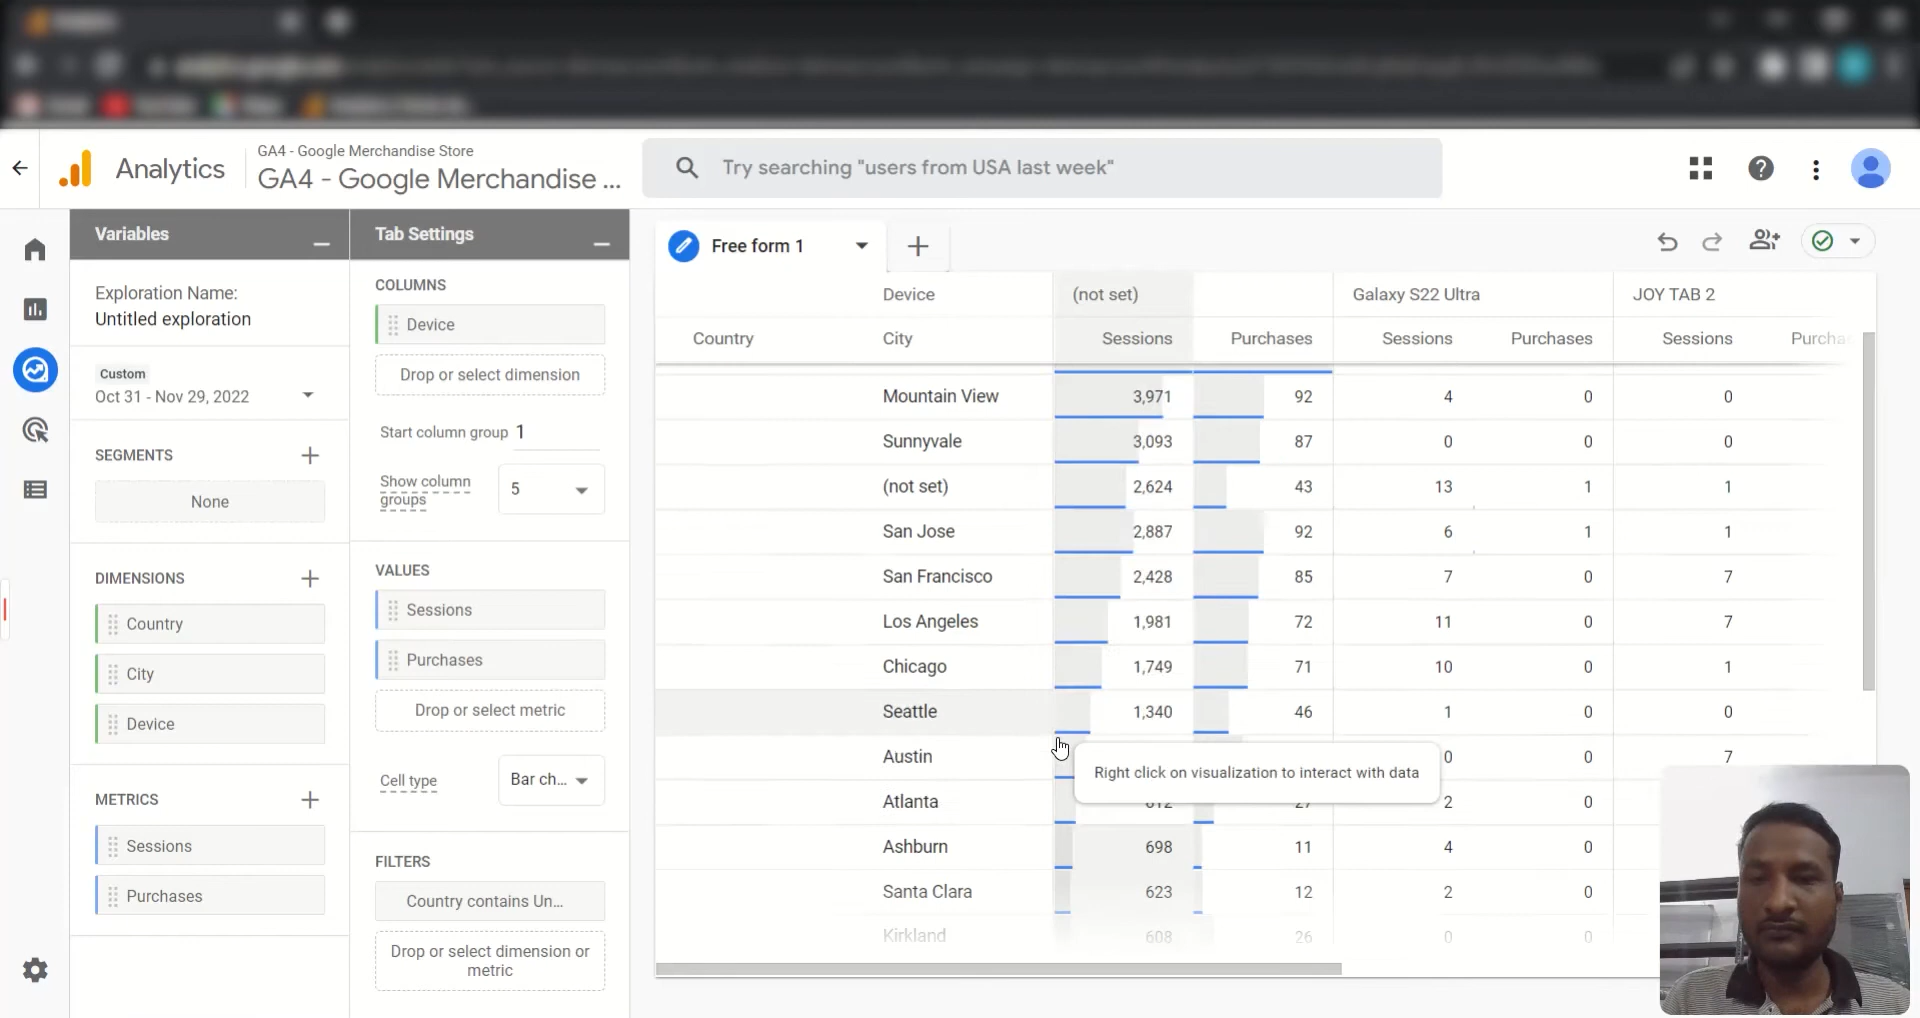 Analytics
GA4 - Google Merchandise Store
GA4 - Google Merchandise ...
Try searching "users from USA last week"
Variables
Exploration Name:
Untitled exploration
Custom
Oct 31 - Nov 29, 2022
SEGMENTS
None
DIMENSIONS
Country
City
Device
METRICS
Sessions
Purchases
Tab Settings
COLUMNS
Device
Drop or select dimension
Start column group 1
Show column
groups
5
VALUES
Sessions
Purchases
Drop or select metric
Cell type Bar ch...
FILTERS
Country contains Un...
Drop or select dimension or
metric
Free form 1
Device (not set) Galaxy S22 Ultra JOY TAB 2
Country City Sessions Purchases Sessions Purchases Sessions
Mountain View 3,971 92 4 0 0
Sunnyvale 3,093 87 0 0 0
(not set) 2,624 43 13 1 1
San Jose 2,887 92 6 1 1
San Francisco 2,428 85 7 0 7
Los Angeles 1,981 72 11 0 7
Chicago 1,749 71 10 0 1
Seattle 1,340 46 1 0 0
Austin 0 0 7
Right click on visualization to interact with data
Atlanta 2 0
Ashburn 698 11 4 0
Santa Clara 623 12 2 0
Kirkland 608 26 0 0